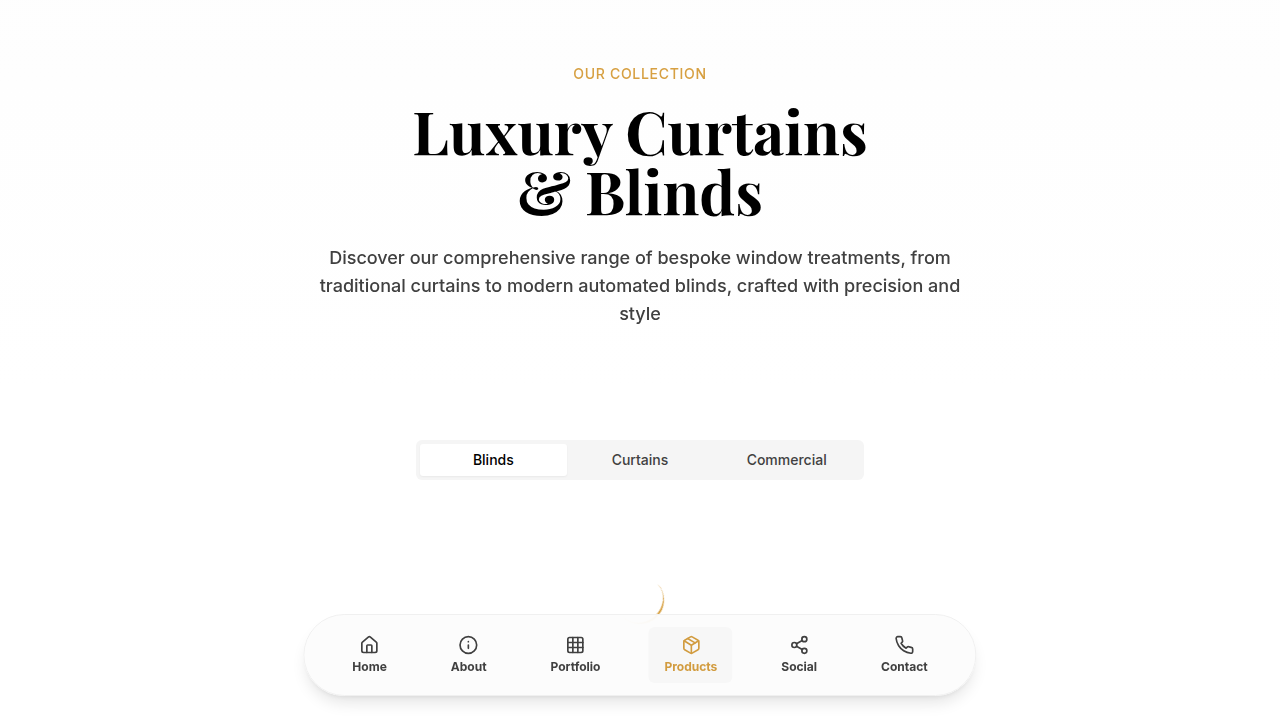 OUR COLLECTION
Luxury Curtains
& Blinds
Discover our comprehensive range of bespoke window treatments, from
traditional curtains to modern automated blinds, crafted with precision and
style
Blinds
Curtains
Commercial
Home
About
Portfolio
Products
Social
Contact